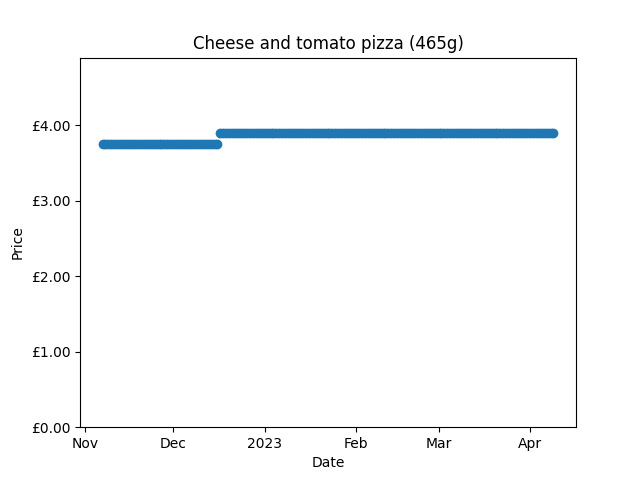 Cheese and tomato pizza (465g)
£4.00
£3.00
£2.00
£1.00
£0.00
Price
Nov Dec 2023 Feb Mar Apr
Date